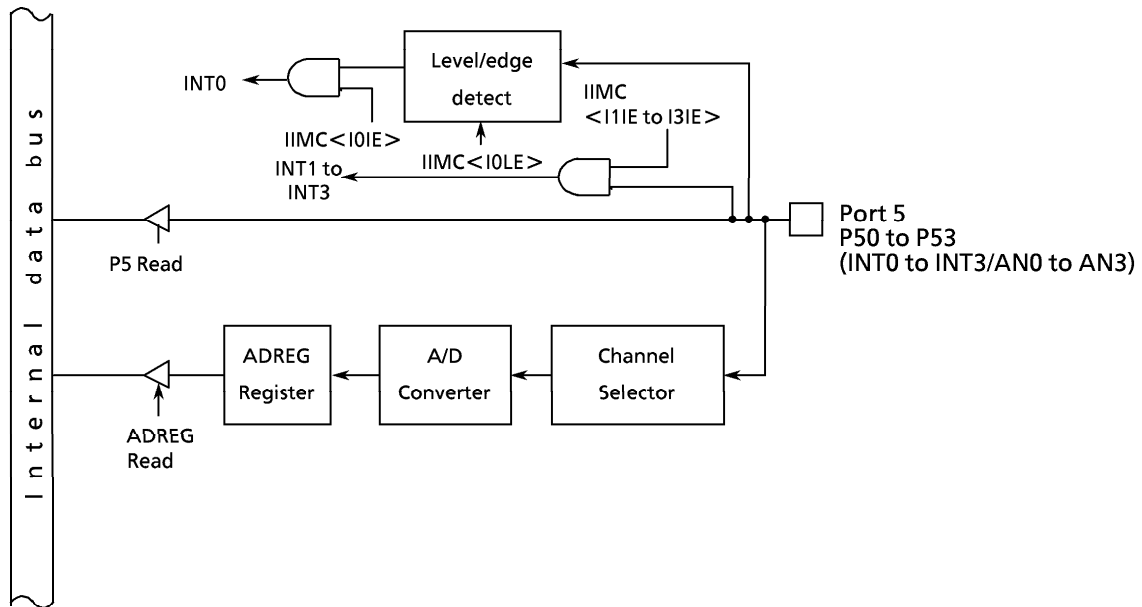 Internal data bus
Level/edge
detect
INT0
IIMC<I0IE>
IIMC<I0LE>
IIMC
<I1IE to I3IE>
INT1 to
INT3
P5 Read
Port 5
P50 to P53
(INT0 to INT3/AN0 to AN3)
ADREG
Register
A/D
Converter
Channel
Selector
ADREG
Read